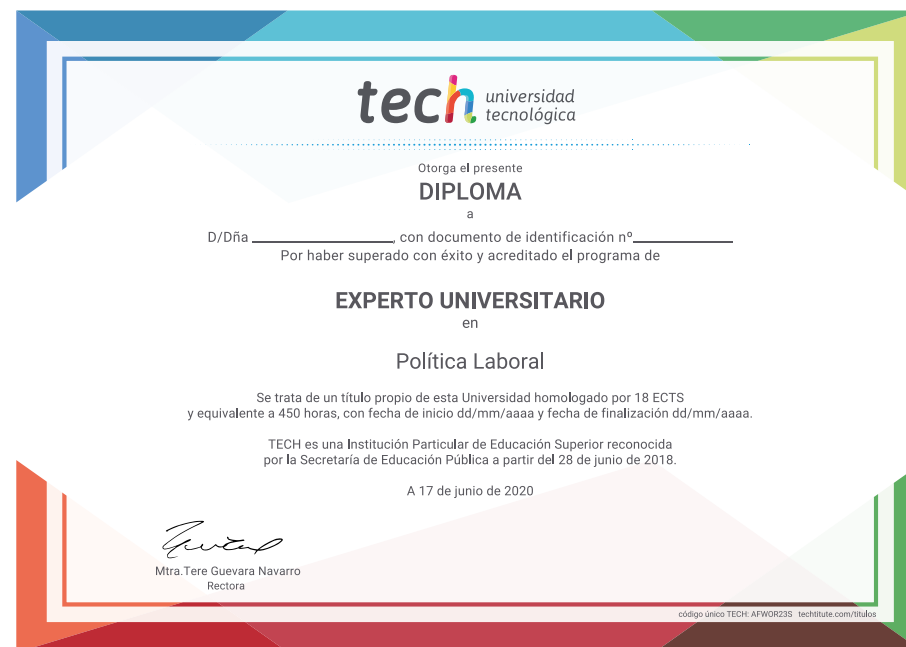 tech universidad
tecnológica
Otorga el presente
DIPLOMA
a
D/Dña ____________________, con documento de identificación nº______________
Por haber superado con éxito y acreditado el programa de
EXPERTO UNIVERSITARIO
en
Política Laboral
Se trata de un título propio de esta Universidad homologado por 18 ECTS
y equivalente a 450 horas, con fecha de inicio dd/mm/aaaa y fecha de finalización dd/mm/aaaa.
TECH es una Institución Particular de Educación Superior reconocida
por la Secretaría de Educación Pública a partir del 28 de junio de 2018.
A 17 de junio de 2020
Mtra.Tere Guevara Navarro
Rectora
código único TECH: AFWOR23S techtitute.com/titulos